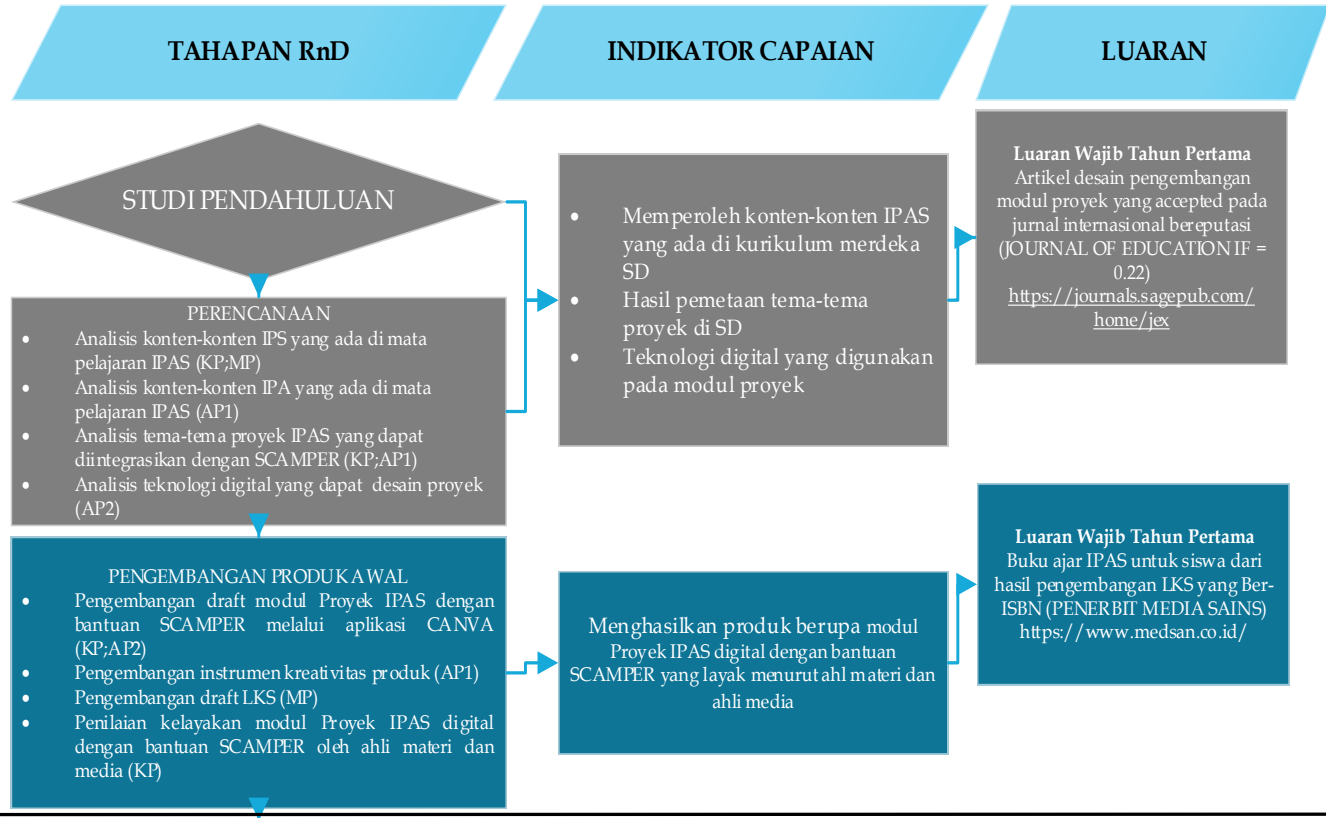 TAHAPAN RnD
INDIKATOR CAPAIAN
LUARAN
STUDI PENDAHULUAN
PERENCANAAN
• Analisis konten-konten IPS yang ada di mata
pelajaran IPAS (KP;MP)
• Analisis konten-konten IPA yang ada di mata
pelajaran IPAS (AP1)
• Analisis tema-tema proyek IPAS yang dapat
diintegrasikan dengan SCAMPER (KP;AP1)
• Analisis teknologi digital yang dapat desain proyek
(AP2)
• Memperoleh konten-konten IPAS
yang ada di kurikulum merdeka
SD
• Hasil pemetaan tema-tema
proyek di SD
• Teknologi digital yang digunakan
pada modul proyek
Luaran Wajib Tahun Pertama
Artikel desain pengembangan
modul proyek yang accepted pada
jurnal internasional bereputasi
(JOURNAL OF EDUCATION IF =
0.22)
https://journals.sagepub.com/
home/jex
PENGEMBANGAN PRODUK AWAL
• Pengembangan draft modul Proyek IPAS dengan
bantuan SCAMPER melalui aplikasi CANVA
(KP;AP2)
• Pengembangan instrumen kreativitas produk (AP1)
• Pengembangan draft LKS (MP)
• Penilaian kelayakan modul Proyek IPAS digital
dengan bantuan SCAMPER oleh ahli materi dan
media (KP)
Menghasilkan produk berupa modul
Proyek IPAS digital dengan bantuan
SCAMPER yang layak menurut ahl materi dan
ahli media
Luaran Wajib Tahun Pertama
Buku ajar IPAS untuk siswa dari
hasil pengembangan LKS yang Ber-
ISBN (PENERBIT MEDIA SAINS)
https://www.medsan.co.id/